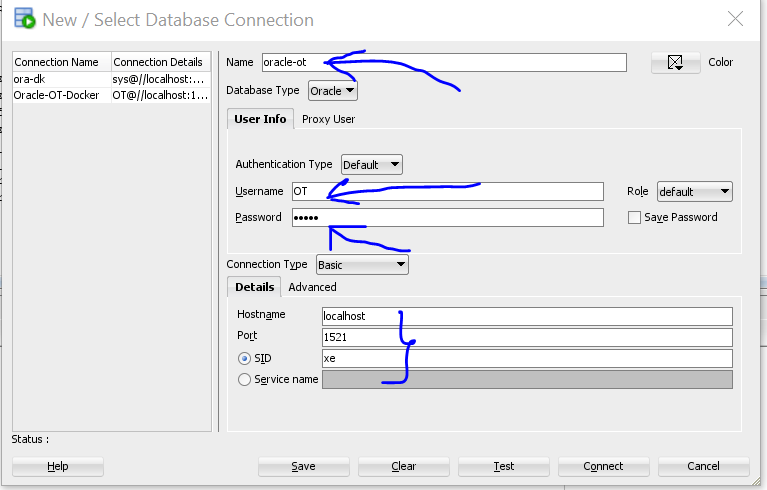 New / Select Database Connection
Connection Name Connection Details
ora-dk sys@//localhost:...
Oracle-OT-Docker OT@//localhost:1...
Name oracle-ot Color
Database Type Oracle
User Info Proxy User
Authentication Type Default
Username OT Role default
Password ••••• Save Password
Connection Type Basic
Details Advanced
Hostname localhost
Port 1521
SID xe
Service name
Status :
Help Save Clear Test Connect Cancel